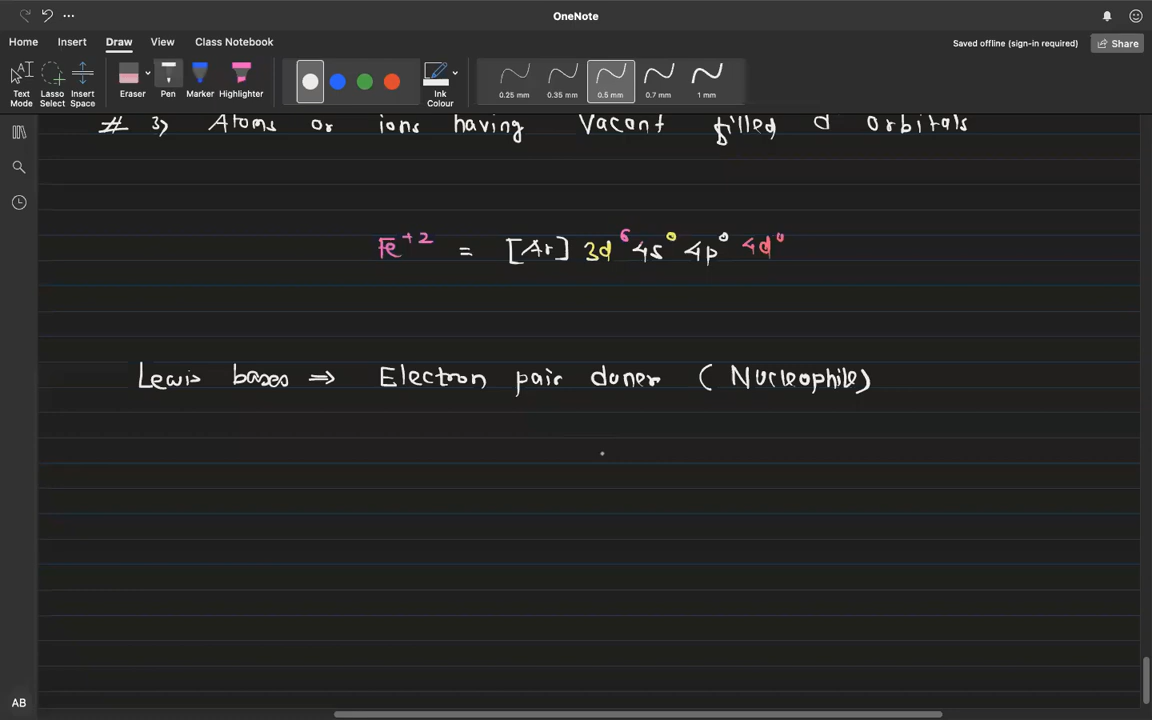 OneNote
Home Insert Draw View Class Notebook
Saved offline (sign-in required) Share
Text Mode Lasso Select Insert Space Eraser Pen Marker Highlighter Ink Colour 0.25 mm 0.35 mm 0.5 mm 0.7 mm 1 mm
# 3) Atoms or ions having Vacant filled d orbitals
Fe⁺² = [Ar] 3d⁶ 4s⁰ 4p⁰ 4d⁰
Lewis bases ⇒ Electron pair doner (Nucleophile)
AB